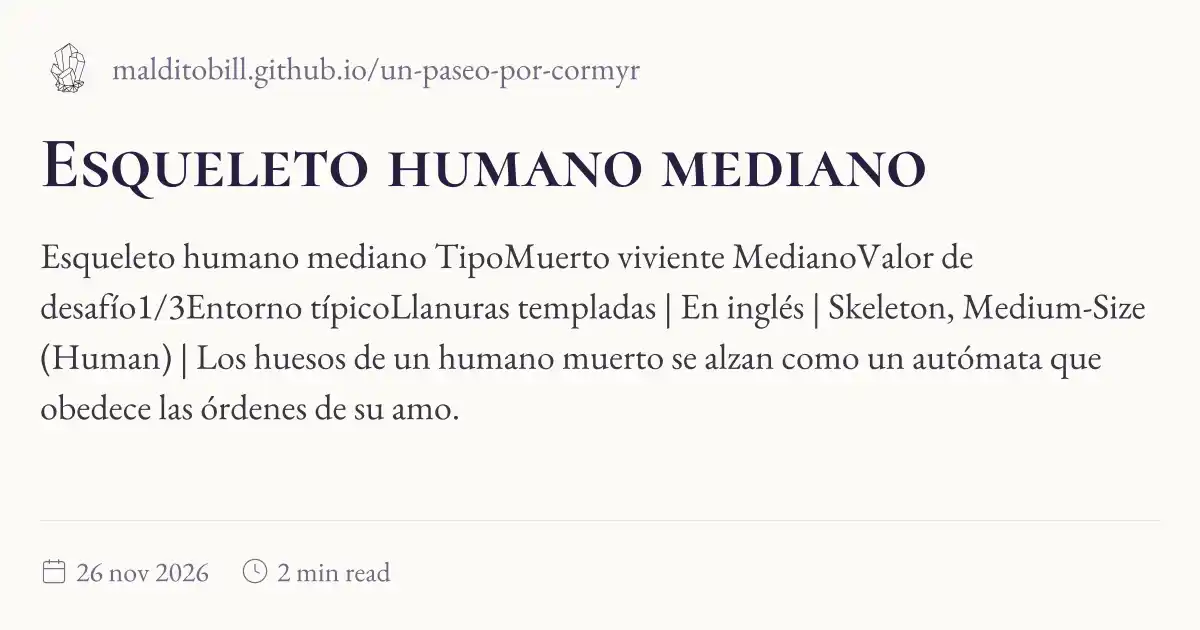 malditobill.github.io/un-paseo-por-cormyr
Esqueleto humano mediano
Esqueleto humano mediano TipoMuerto viviente MedianoValor de
desafío1/3Entorno típicoLlanuras templadas | En inglés | Skeleton, Medium-Size
(Human) | Los huesos de un humano muerto se alzan como un autómata que
obedece las órdenes de su amo.
26 nov 2026 2 min read